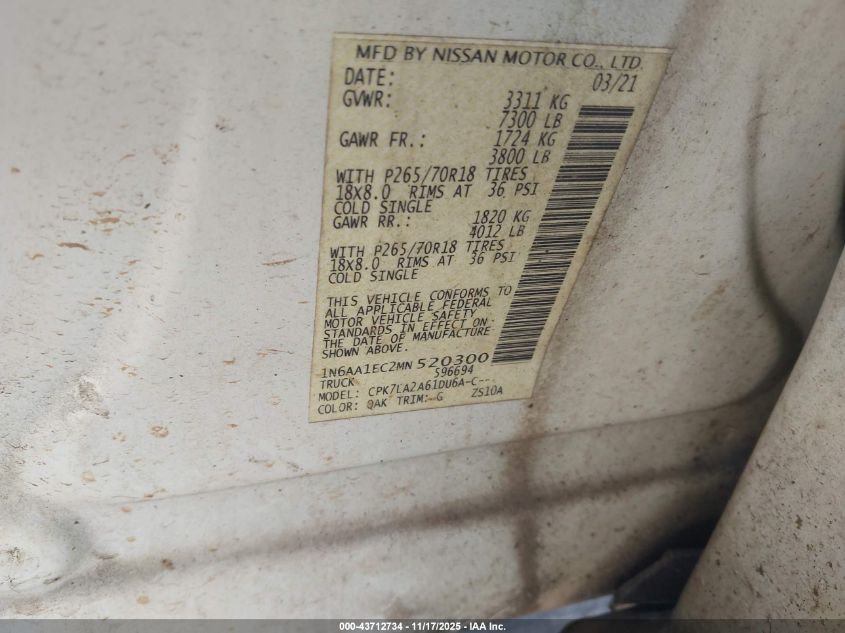 MFD BY NISSAN MOTOR CO., LTD.
DATE: 03/21
GVWR: 3311 KG
7300 LB
GAWR FR.: 1724 KG
3800 LB
WITH P265/70R18 TIRES
18X8.0 RIMS AT 36 PSI
COLD SINGLE
GAWR RR.: 1820 KG
4012 LB
WITH P265/70R18 TIRES
18X8.0 RIMS AT 36 PSI
COLD SINGLE
THIS VEHICLE CONFORMS TO
ALL APPLICABLE FEDERAL
MOTOR VEHICLE SAFETY
STANDARDS IN EFFECT ON
THE DATE OF MANUFACTURE
SHOWN ABOVE.
1N6AA1EC2MN520300
TRUCK 596694
MODEL: CPK7LA2A61DU6A-C---
COLOR: QAK TRIM: G ZS10A
000-43712734 - 11/17/2025 - IAA Inc.